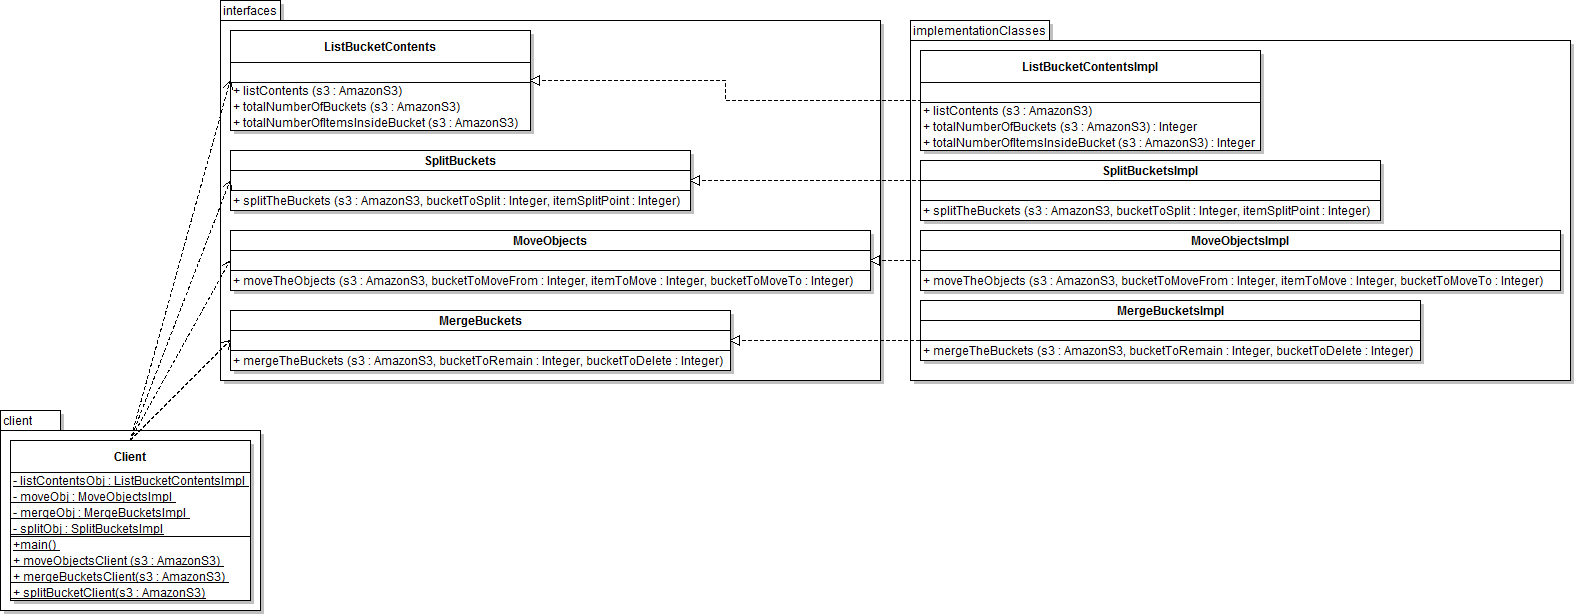 interfaces
ListBucketContents
+ listContents (s3 : AmazonS3)
+ totalNumberOfBuckets (s3 : AmazonS3)
+ totalNumberOfItemsInsideBucket (s3 : AmazonS3)
SplitBuckets
+ splitTheBuckets (s3 : AmazonS3, bucketToSplit : Integer, itemSplitPoint : Integer)
MoveObjects
+ moveTheObjects (s3 : AmazonS3, bucketToMoveFrom : Integer, itemToMove : Integer, bucketToMoveTo : Integer)
MergeBuckets
+ mergeTheBuckets (s3 : AmazonS3, bucketToRemain : Integer, bucketToDelete : Integer)
implementationClasses
ListBucketContentsImpl
+ listContents (s3 : AmazonS3)
+ totalNumberOfBuckets (s3 : AmazonS3) : Integer
+ totalNumberOfItemsInsideBucket (s3 : AmazonS3) : Integer
SplitBucketsImpl
+ splitTheBuckets (s3 : AmazonS3, bucketToSplit : Integer, itemSplitPoint : Integer)
MoveObjectsImpl
+ moveTheObjects (s3 : AmazonS3, bucketToMoveFrom : Integer, itemToMove : Integer, bucketToMoveTo : Integer)
MergeBucketsImpl
+ mergeTheBuckets (s3 : AmazonS3, bucketToRemain : Integer, bucketToDelete : Integer)
client
Client
- listContentsObj : ListBucketContentsImpl
- moveObj : MoveObjectsImpl
- mergeObj : MergeBucketsImpl
- splitObj : SplitBucketsImpl
+main()
+ moveObjectsClient (s3 : AmazonS3)
+ mergeBucketsClient(s3 : AmazonS3)
+ splitBucketClient(s3 : AmazonS3)